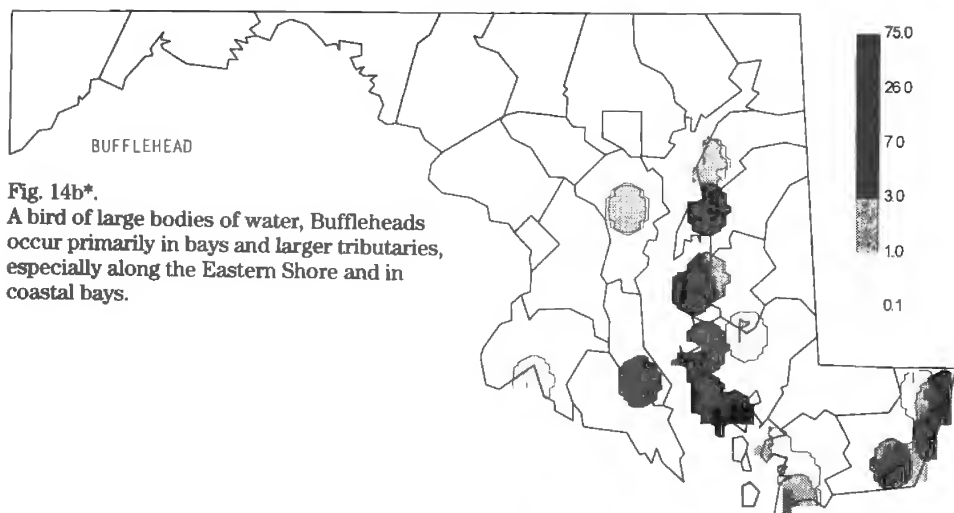 BUFFLEHEAD
Fig. 14b*.
A bird of large bodies of water, Buffleheads
occur primarily in bays and larger tributaries,
especially along the Eastern Shore and in
coastal bays.
75.0
26.0
7.0
3.0
1.0
0.1